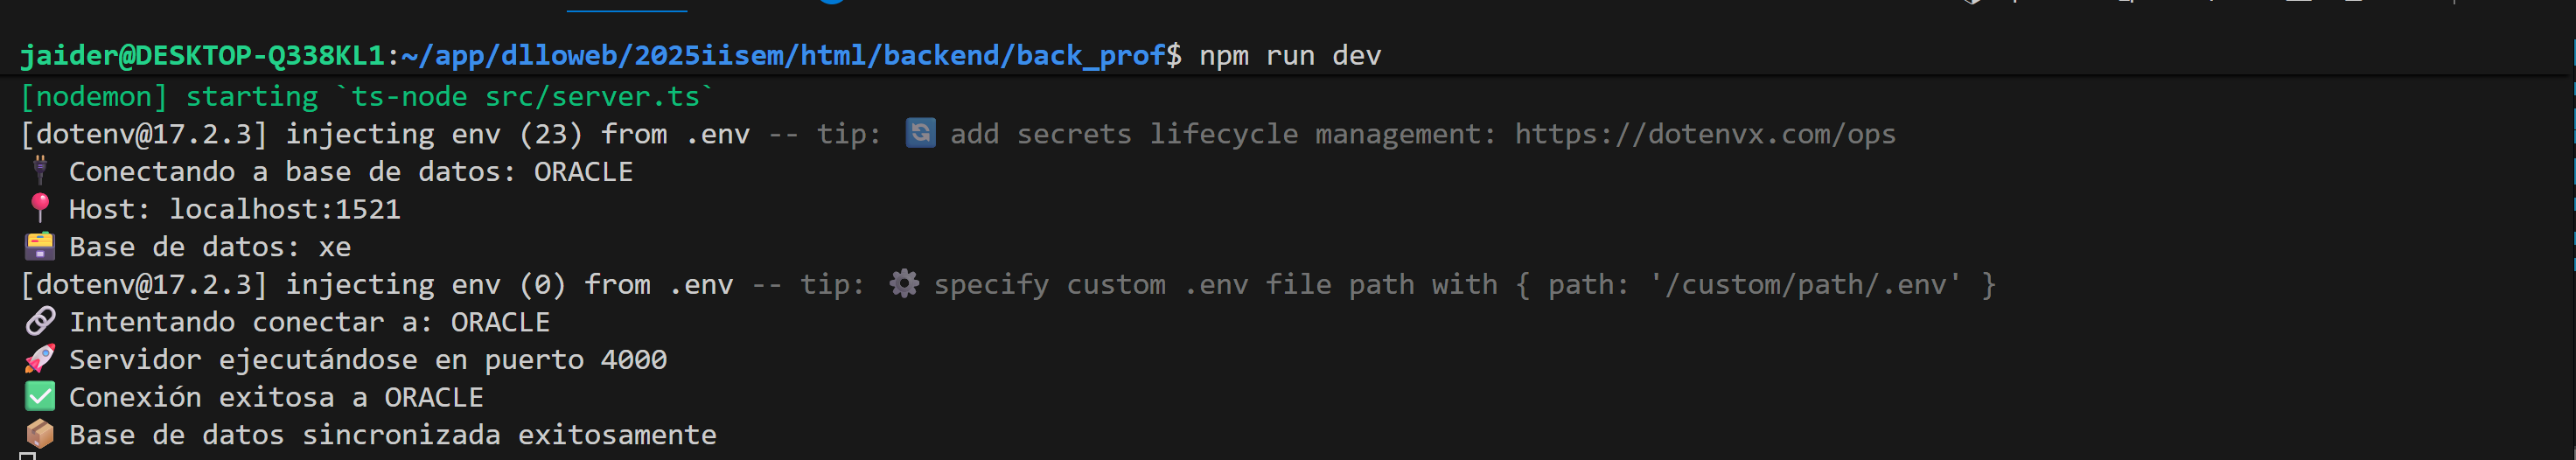 jaider@DESKTOP-Q338KL1:~/app/dlloweb/2025iisem/html/backend/back_prof$ npm run dev
[nodemon] starting `ts-node src/server.ts`
[dotenv@17.2.3] injecting env (23) from .env -- tip: 🔄 add secrets lifecycle management: https://dotenvx.com/ops
🔌 Conectando a base de datos: ORACLE
📍 Host: localhost:1521
🗃️ Base de datos: xe
[dotenv@17.2.3] injecting env (0) from .env -- tip: ⚙️ specify custom .env file path with { path: '/custom/path/.env' }
🔗 Intentando conectar a: ORACLE
🚀 Servidor ejecutándose en puerto 4000
✅ Conexión exitosa a ORACLE
📦 Base de datos sincronizada exitosamente